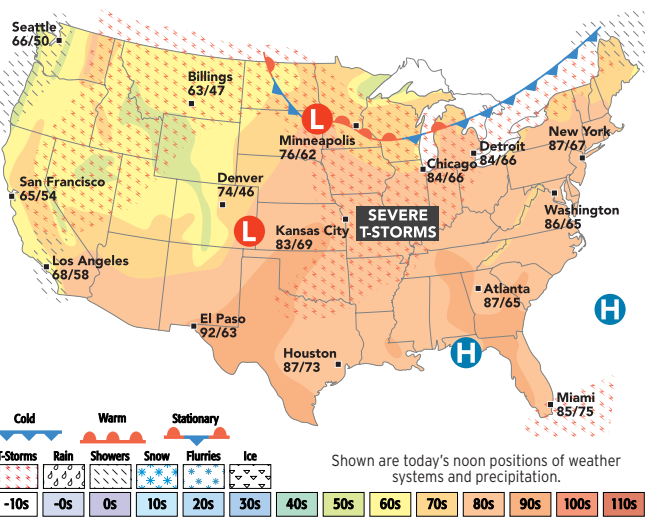 Seattle
66/50
Billings
63/47
L
Minneapolis
76/62
New York
87/67
Detroit
84/66
Chicago
84/66
San Francisco
65/54
Denver
74/46
L
Kansas City
83/69
SEVERE
T-STORMS
Washington
86/65
Los Angeles
68/58
Atlanta
87/65
H
El Paso
92/63
Houston
87/73
H
Miami
85/75
Cold
Warm
Stationary
T-Storms
Rain
Showers
Snow
Flurries
Ice
Shown are today's noon positions of weather
systems and precipitation.
-10s
-0s
0s
10s
20s
30s
40s
50s
60s
70s
80s
90s
100s
110s